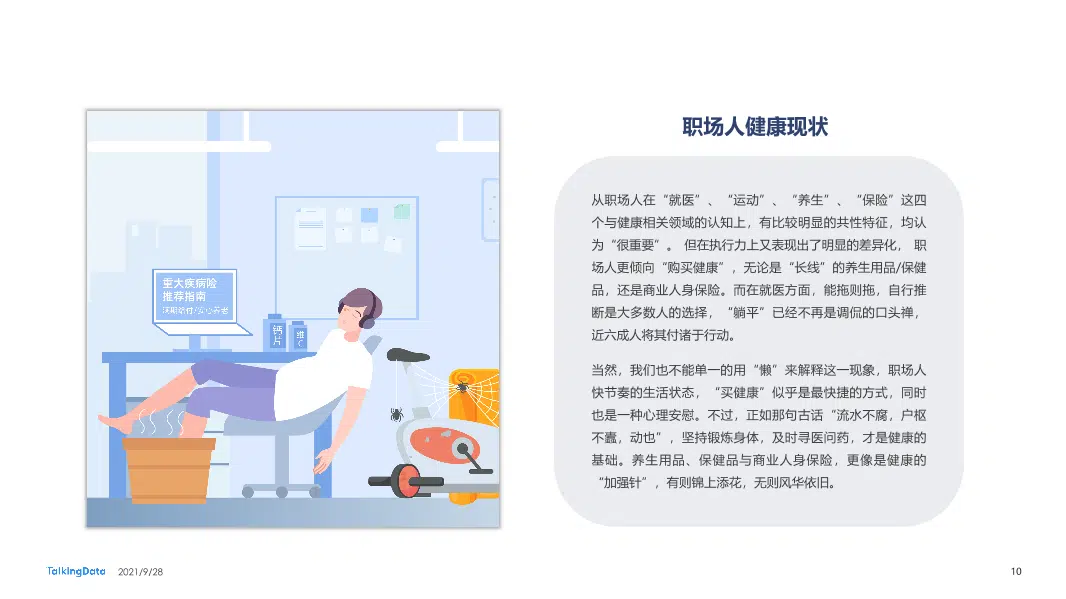 职场人健康现状
从职场人在“就医”、“运动”、“养生”、“保险”这四
个与健康相关领域的认知上，有比较明显的共性特征，均认
为“很重要”。 但在执行力上又表现出了明显的差异化， 职
场人更倾向“购买健康”，无论是“长线”的养生用品/保健
品，还是商业人身保险。而在就医方面，能拖则拖，自行推
断是大多数人的选择，“躺平”已经不再是调侃的口头禅，
近六成人将其付诸于行动。
当然，我们也不能单一的用“懒”来解释这一现象，职场人
快节奏的生活状态，“买健康”似乎是最快捷的方式，同时
也是一种心理安慰。不过，正如那句古话“流水不腐，户枢
不蠹，动也”，坚持锻炼身体，及时寻医问药，才是健康的
基础。养生用品、保健品与商业人身保险，更像是健康的
“加强针”，有则锦上添花，无则风华依旧。
重大疾病险
推荐指南
钙
片
维
C
TalkingData 2021/9/28
10